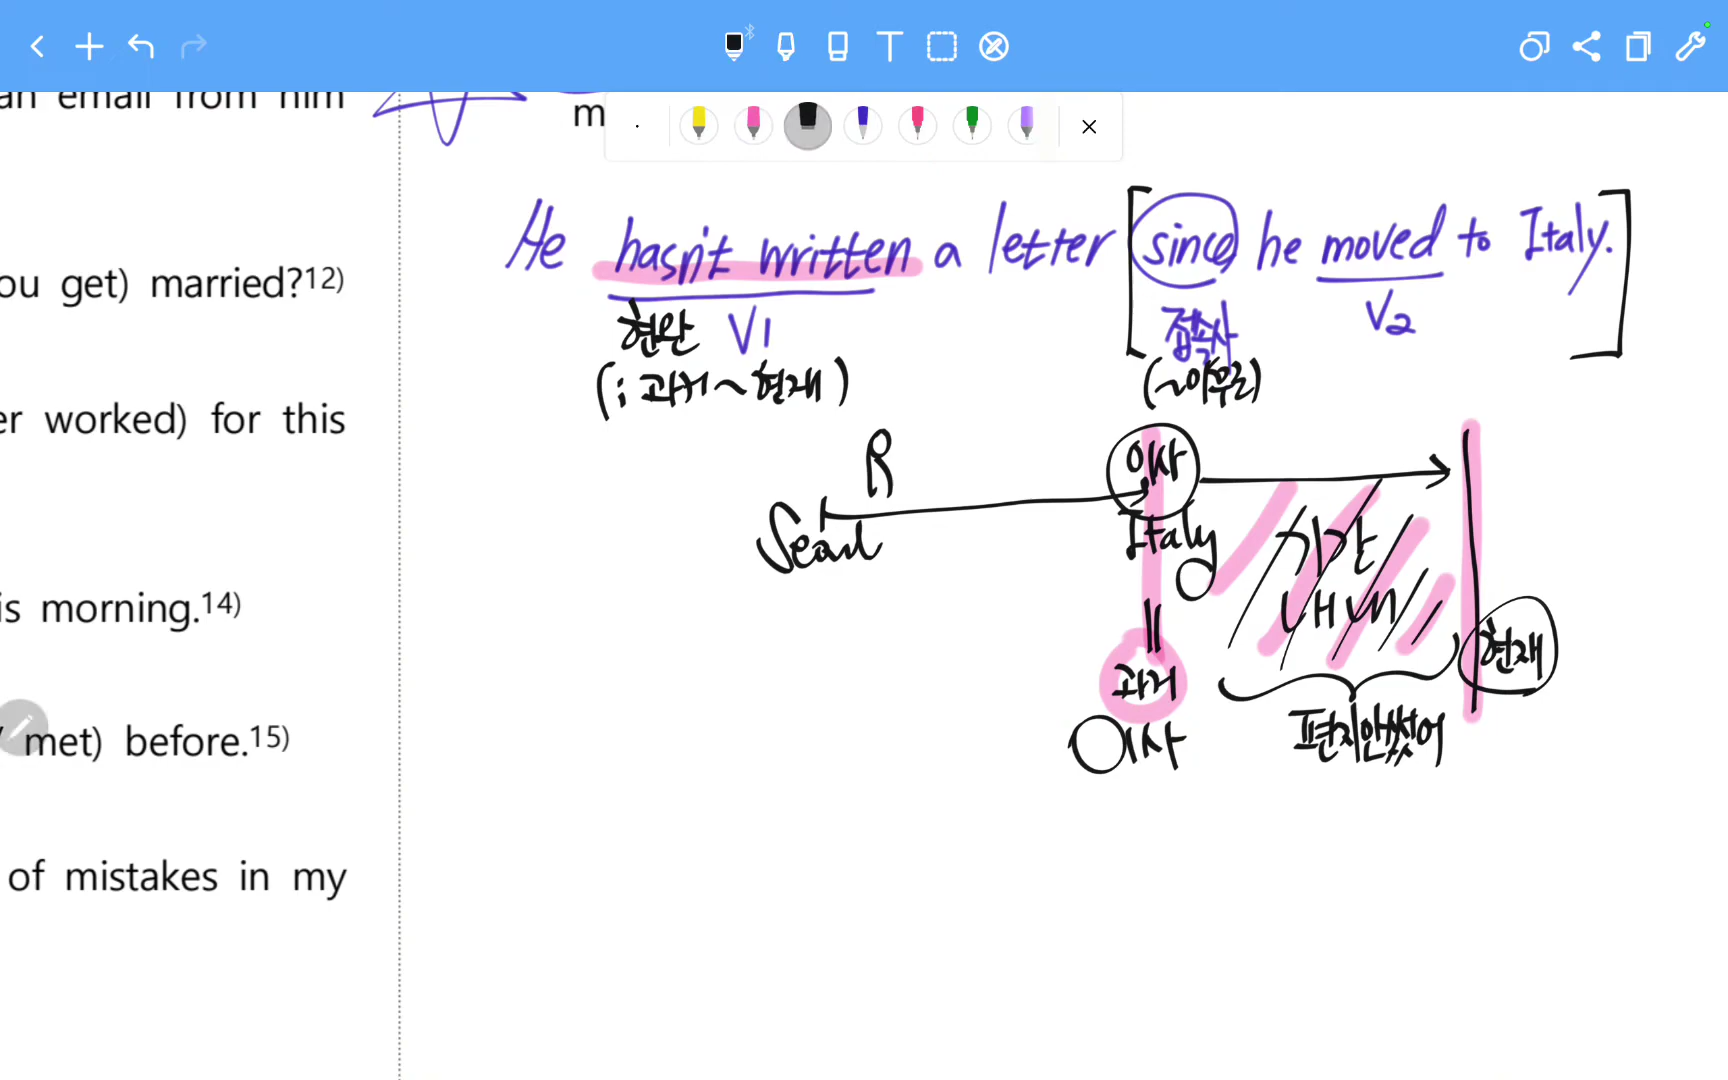 an email from him
m
ou get) married?12)
er worked) for this
is morning.14)
met) before.15)
of mistakes in my
He hasn't written a letter [since he moved to Italy.]
현완 V1 접속사 V2
(; 과거~현재) (~이후로)
이사
Italy
기간
내내
현재
과거
이사
편지안썼어